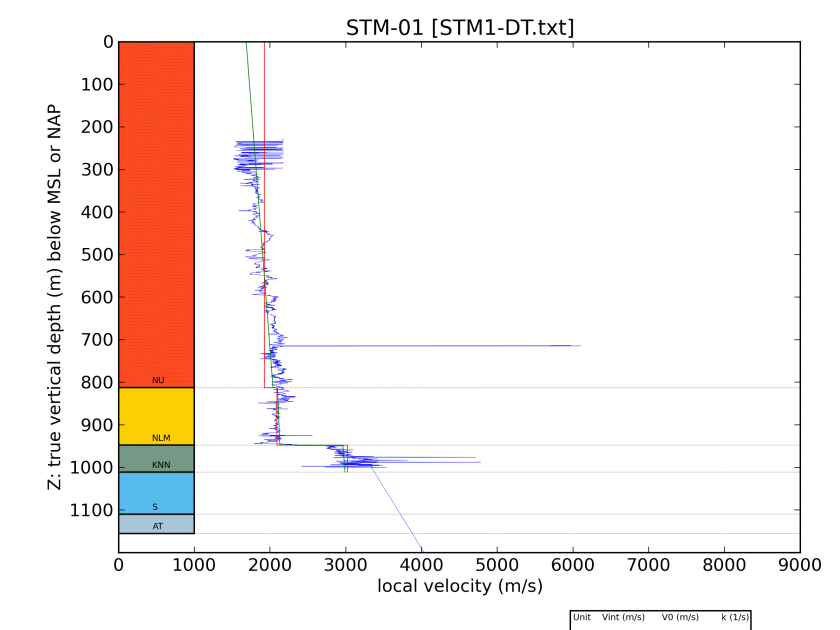 STM-01 [STM1-DT.txt]
0
100
200
300
400
500
600
700
800
900
1000
1100
Z: true vertical depth (m) below MSL or NAP
NU
NLM
KNN
S
AT
0 1000 2000 3000 4000 5000 6000 7000 8000 9000
local velocity (m/s)
Unit Vint (m/s) V0 (m/s) k (1/s)